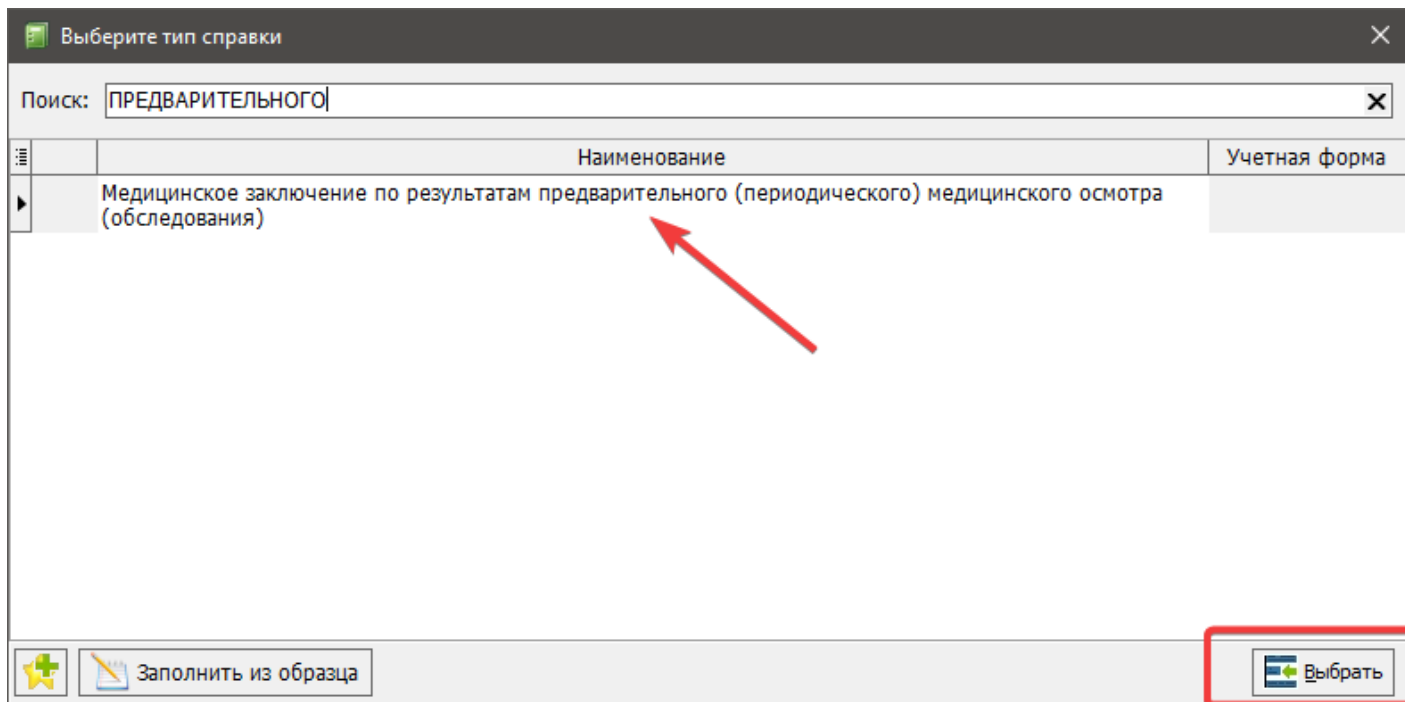 Выберите тип справки
Поиск: ПРЕДВАРИТЕЛЬНОГО
Наименование Учетная форма
Медицинское заключение по результатам предварительного (периодического) медицинского осмотра
(обследования)
Заполнить из образца Выбрать